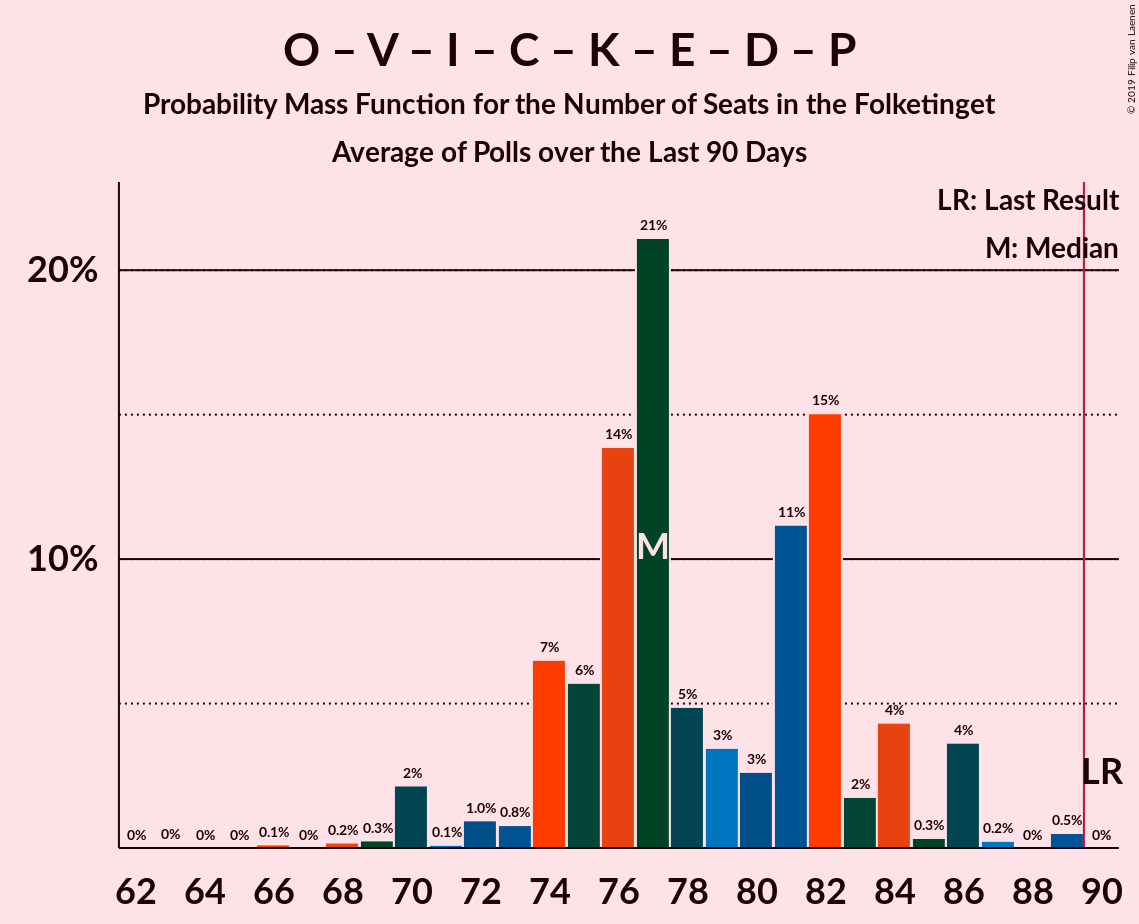 O – V – I – C – K – E – D – P
Probability Mass Function for the Number of Seats in the Folketinget
Average of Polls over the Last 90 Days
© 2019 Filip van Laenen
LR: Last Result
M: Median
20%
10%
0% 0% 0% 0% 0.1% 0% 0.2% 0.3% 2% 0.1% 1.0% 0.8% 7% 6% 14% 21% 5% 3% 3% 11% 15% 2% 4% 0.3% 4% 0.2% 0% 0.5% 0%
M
LR
62 64 66 68 70 72 74 76 78 80 82 84 86 88 90